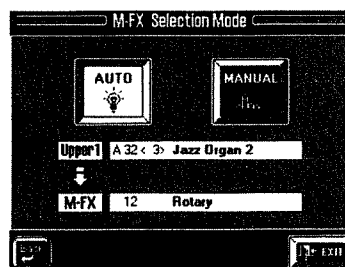 M-FX Selection Mode
AUTO MANUAL
Upper1 A 32 < 3> Jazz Organ 2
M-FX 12 Rotary
EXIT